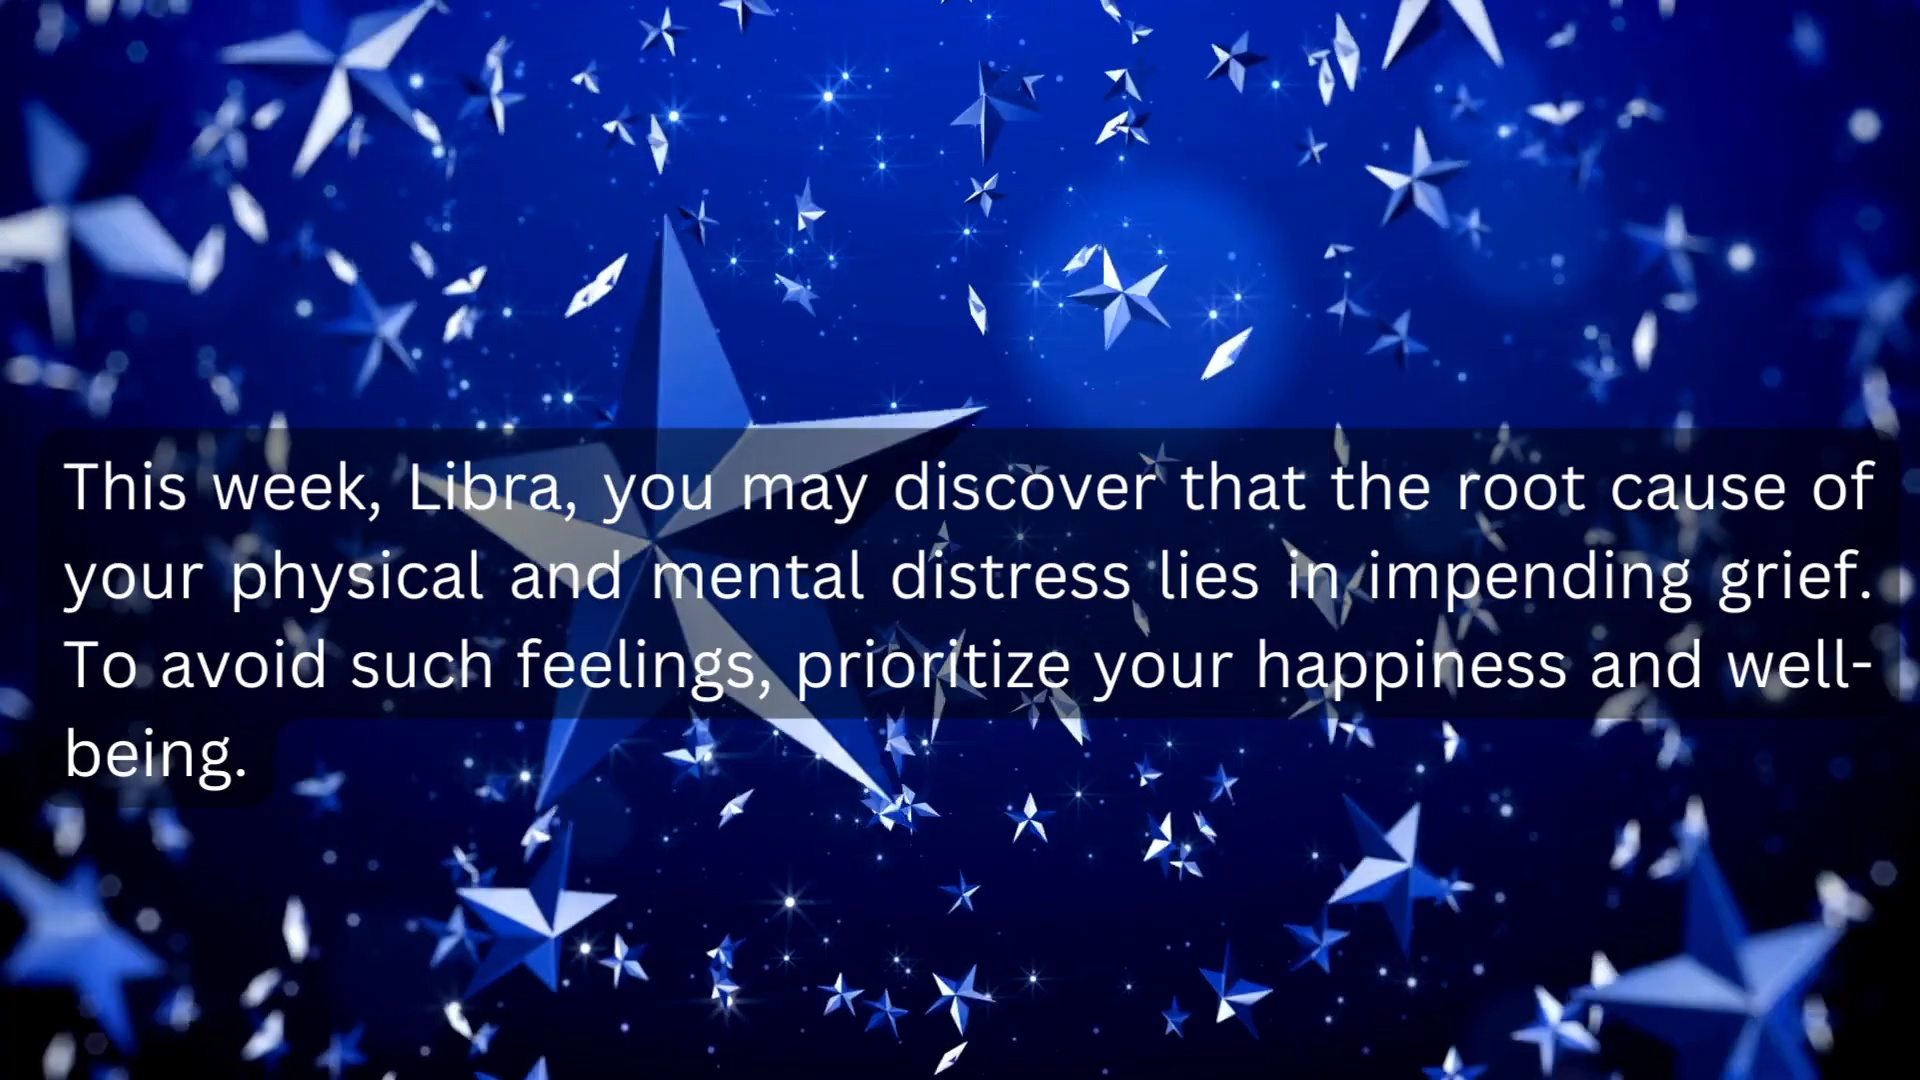 This week, Libra, you may discover that the root cause of
your physical and mental distress lies in impending grief.
To avoid such feelings, prioritize your happiness and well-
being.